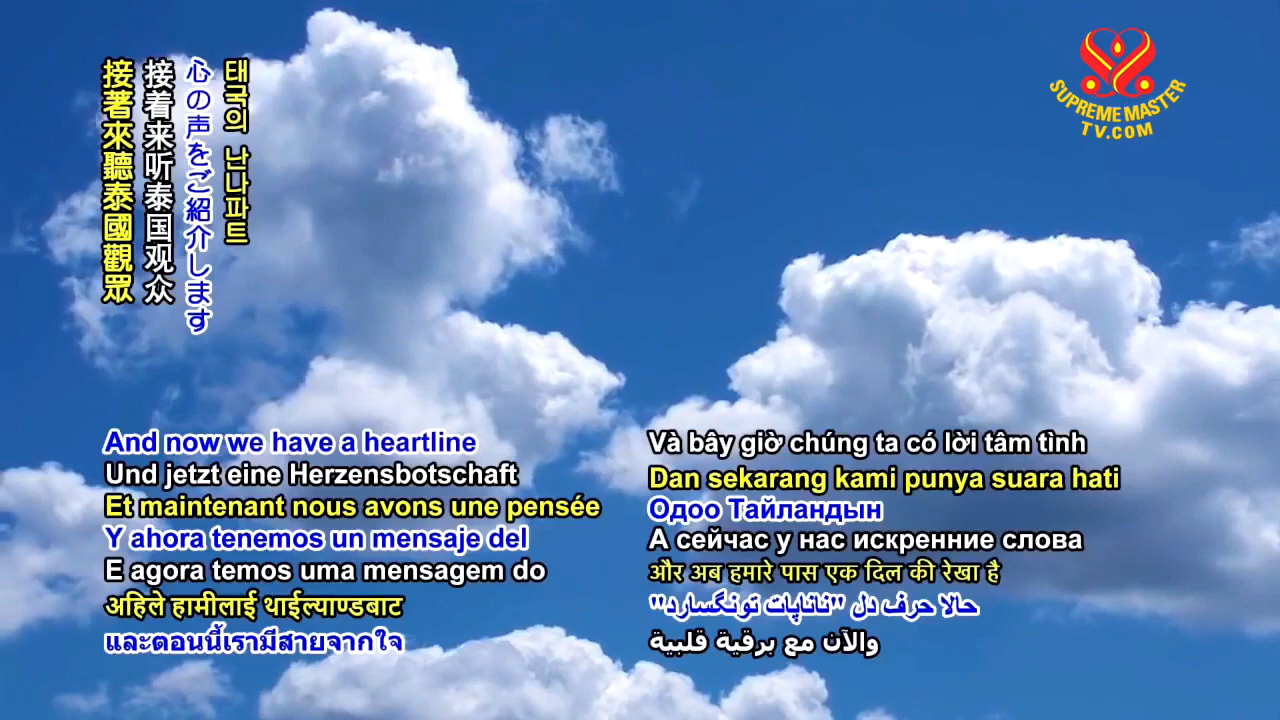 接著來聽泰國觀眾
接着来听泰国观众
心の声をご紹介します
태국의 난나파트
SUPREME MASTER
TV.COM
And now we have a heartline
Und jetzt eine Herzensbotschaft
Et maintenant nous avons une pensée
Y ahora tenemos un mensaje del
E agora temos uma mensagem do
अहिले हामीलाई थाईल्याण्डबाट
และตอนนี้เรามีสายจากใจ
Và bây giờ chúng ta có lời tâm tình
Dan sekarang kami punya suara hati
Одоо Тайландын
А сейчас у нас искренние слова
और अब हमारे पास एक दिल की रेखा है
حالا حرف دل "ناناپات تونگسارد"
والآن مع برقية قلبية